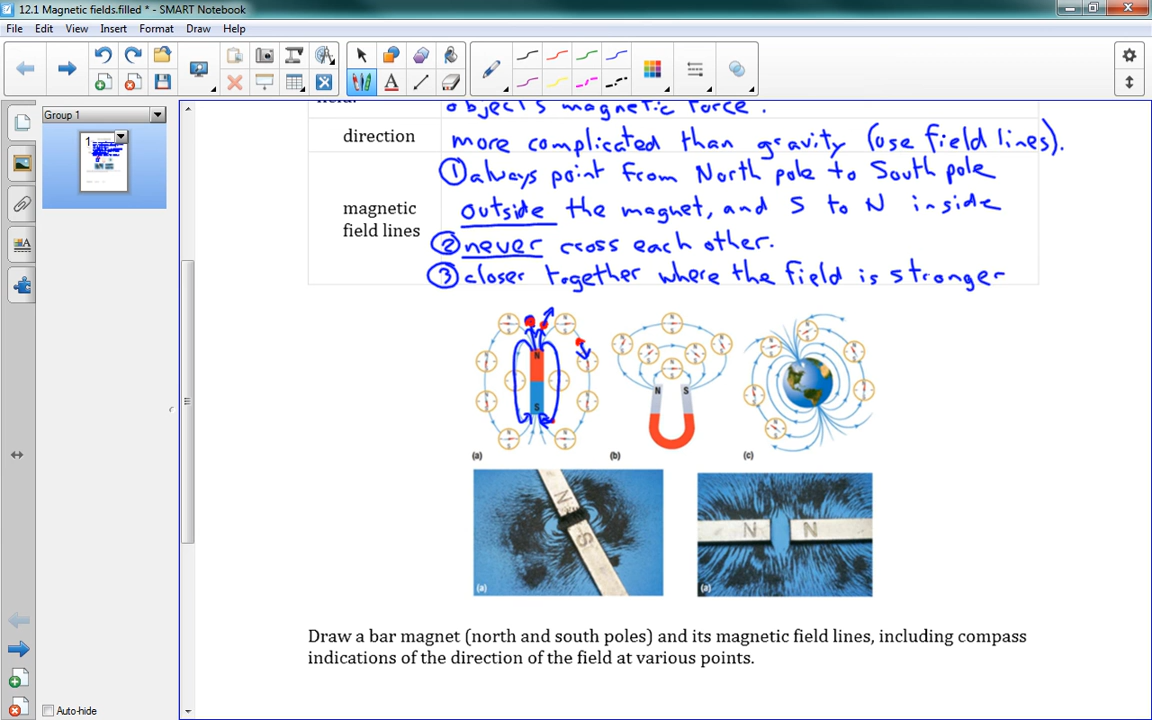 12.1 Magnetic fields.filled * - SMART Notebook
File Edit View Insert Format Draw Help
Group 1
1
object's magnetic force.
direction
more complicated than gravity (use field lines).
① always point from North pole to South pole
magnetic
field lines
outside the magnet, and S to N inside
② never cross each other.
③ closer together where the field is stronger
N
S
N S
(a) (b) (c)
N S
N N
(a) (a)
Draw a bar magnet (north and south poles) and its magnetic field lines, including compass
indications of the direction of the field at various points.
Auto-hide